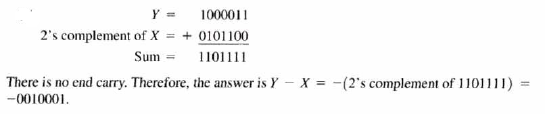 Y = 1000011
2's complement of X = + 0101100
Sum = 1101111
There is no end carry. Therefore, the answer is Y − X = −(2's complement of 1101111) =
−0010001.